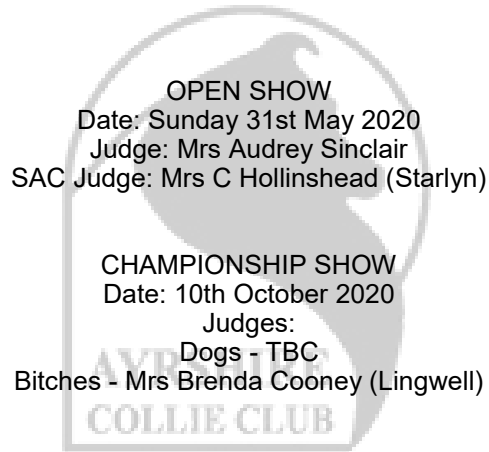 OPEN SHOW
Date: Sunday 31st May 2020
Judge: Mrs Audrey Sinclair
SAC Judge: Mrs C Hollinshead (Starlyn)
CHAMPIONSHIP SHOW
Date: 10th October 2020
Judges:
Dogs - TBC
Bitches - Mrs Brenda Cooney (Lingwell)
AYRSHIRE
COLLIE CLUB